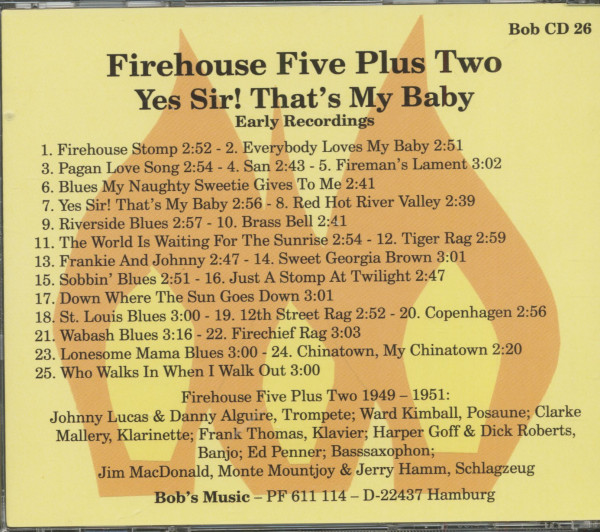 Bob CD 26
Firehouse Five Plus Two
Yes Sir! That's My Baby
Early Recordings
1. Firehouse Stomp 2:52 - 2. Everybody Loves My Baby 2:51
3. Pagan Love Song 2:54 - 4. San 2:43 - 5. Fireman's Lament 3:02
6. Blues My Naughty Sweetie Gives To Me 2:41
7. Yes Sir! That's My Baby 2:56 - 8. Red Hot River Valley 2:39
9. Riverside Blues 2:57 - 10. Brass Bell 2:41
11. The World Is Waiting For The Sunrise 2:54 - 12. Tiger Rag 2:59
13. Frankie And Johnny 2:47 - 14. Sweet Georgia Brown 3:01
15. Sobbin' Blues 2:51 - 16. Just A Stomp At Twilight 2:47
17. Down Where The Sun Goes Down 3:01
18. St. Louis Blues 3:00 - 19. 12th Street Rag 2:52 - 20. Copenhagen 2:56
21. Wabash Blues 3:16 - 22. Firechief Rag 3:03
23. Lonesome Mama Blues 3:00 - 24. Chinatown, My Chinatown 2:20
25. Who Walks In When I Walk Out 3:00
Firehouse Five Plus Two 1949 – 1951:
Johnny Lucas & Danny Alguire, Trompete; Ward Kimball, Posaune; Clarke
Mallery, Klarinette; Frank Thomas, Klavier; Harper Goff & Dick Roberts,
Banjo; Ed Penner; Basssaxophon;
Jim MacDonald, Monte Mountjoy & Jerry Hamm, Schlagzeug
Bob's Music – PF 611 114 – D-22437 Hamburg